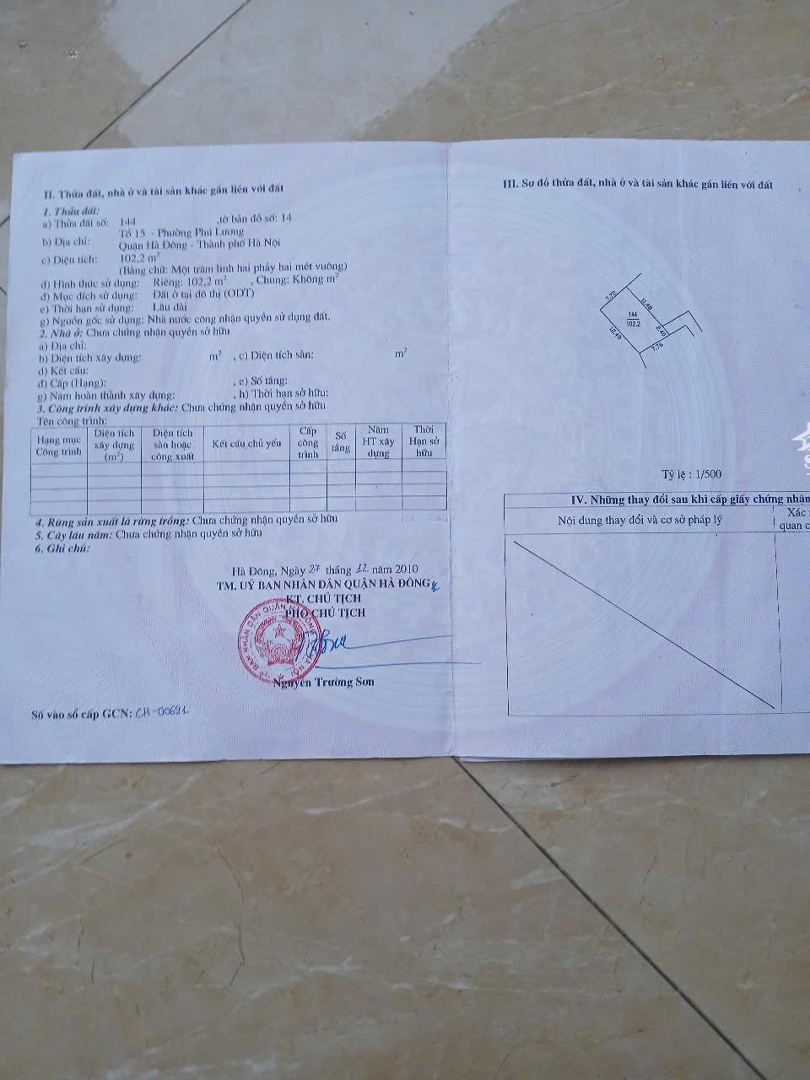 II. Thửa đất, nhà ở và tài sản khác gắn liền với đất
1. Thửa đất:
a) Thửa đất số: 144 ,tờ bản đồ số: 14
b) Địa chỉ: Tổ 15 - Phường Phú Lương
Quận Hà Đông - Thành phố Hà Nội
c) Diện tích: 102,2 m²
(Bằng chữ: Một trăm linh hai phảy hai mét vuông)
d) Hình thức sử dụng: Riêng: 102,2 m² , Chung: Không m²
đ) Mục đích sử dụng: Đất ở tại đô thị (ODT)
e) Thời hạn sử dụng: Lâu dài
g) Nguồn gốc sử dụng: Nhà nước công nhận quyền sử dụng đất.
2. Nhà ở: Chưa chứng nhận quyền sở hữu
a) Địa chỉ:
b) Diện tích xây dựng: m² , c) Diện tích sàn: m²
d) Kết cấu:
đ) Cấp (Hạng): , e) Số tầng:
g) Năm hoàn thành xây dựng: , h) Thời hạn sở hữu:
3. Công trình xây dựng khác: Chưa chứng nhận quyền sở hữu
Tên công trình:
Hạng mục Công trình
Diện tích xây dựng (m²)
Diện tích sàn hoặc công xuất
Kết cấu chủ yếu
Cấp công trình
Số tầng
Năm HT xây dựng
Thời Hạn sở hữu
4. Rừng sản xuất là rừng trồng: Chưa chứng nhận quyền sở hữu
5. Cây lâu năm: Chưa chứng nhận quyền sở hữu
6. Ghi chú:
Hà Đông, Ngày 27 tháng 12 năm 2010
TM. UỶ BAN NHÂN DÂN QUẬN HÀ ĐÔNG
KT. CHỦ TỊCH
PHÓ CHỦ TỊCH
Nguyễn Trường Sơn
Số vào sổ cấp GCN: CH-00691
III. Sơ đồ thửa đất, nhà ở và tài sản khác gắn liền với đất
7.72
11.40
144
102.2
2.40
12.49
7.76
Tỷ lệ : 1/500
IV. Những thay đổi sau khi cấp giấy chứng nhận
Nội dung thay đổi và cơ sở pháp lý
Xác
quan c